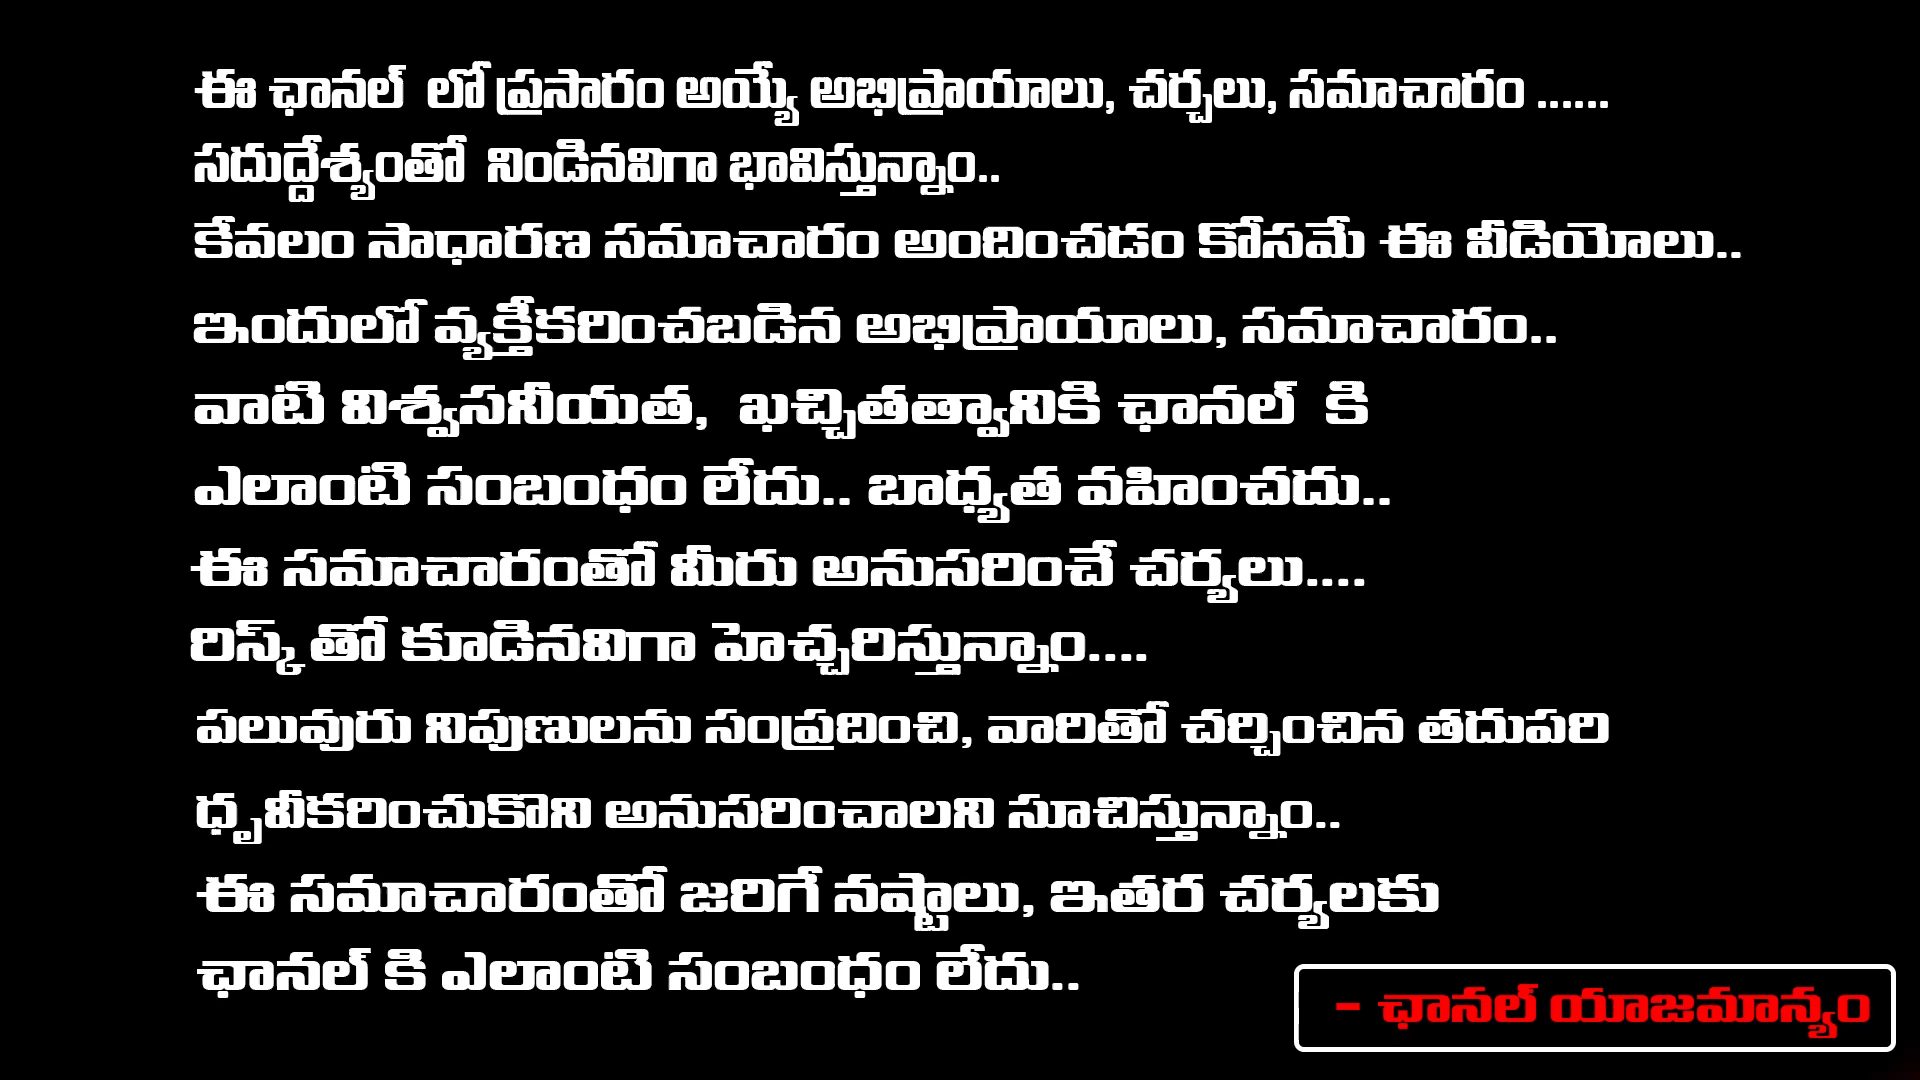 ఈ ఛానల్ లో ప్రసారం అయ్యే అభిప్రాయాలు, చర్చలు, సమాచారం ......
సదుద్దేశ్యంతో నిండినవిగా భావిస్తున్నాం..
కేవలం సాధారణ సమాచారం అందించడం కోసమే ఈ వీడియోలు..
ఇందులో వ్యక్తీకరించబడిన అభిప్రాయాలు, సమాచారం..
వాటి విశ్వసనీయత, ఖచ్చితత్వానికి ఛానల్ కి
ఎలాంటి సంబంధం లేదు.. బాధ్యత వహించదు..
ఈ సమాచారంతో మీరు అనుసరించే చర్యలు....
రిస్క్ తో కూడినవిగా హెచ్చరిస్తున్నాం....
పలువురు నిపుణులను సంప్రదించి, వారితో చర్చించిన తదుపరి
ధృవీకరించుకొని అనుసరించాలని సూచిస్తున్నాం..
ఈ సమాచారంతో జరిగే నష్టాలు, ఇతర చర్యలకు
ఛానల్ కి ఎలాంటి సంబంధం లేదు..
- ఛానల్ యాజమాన్యం